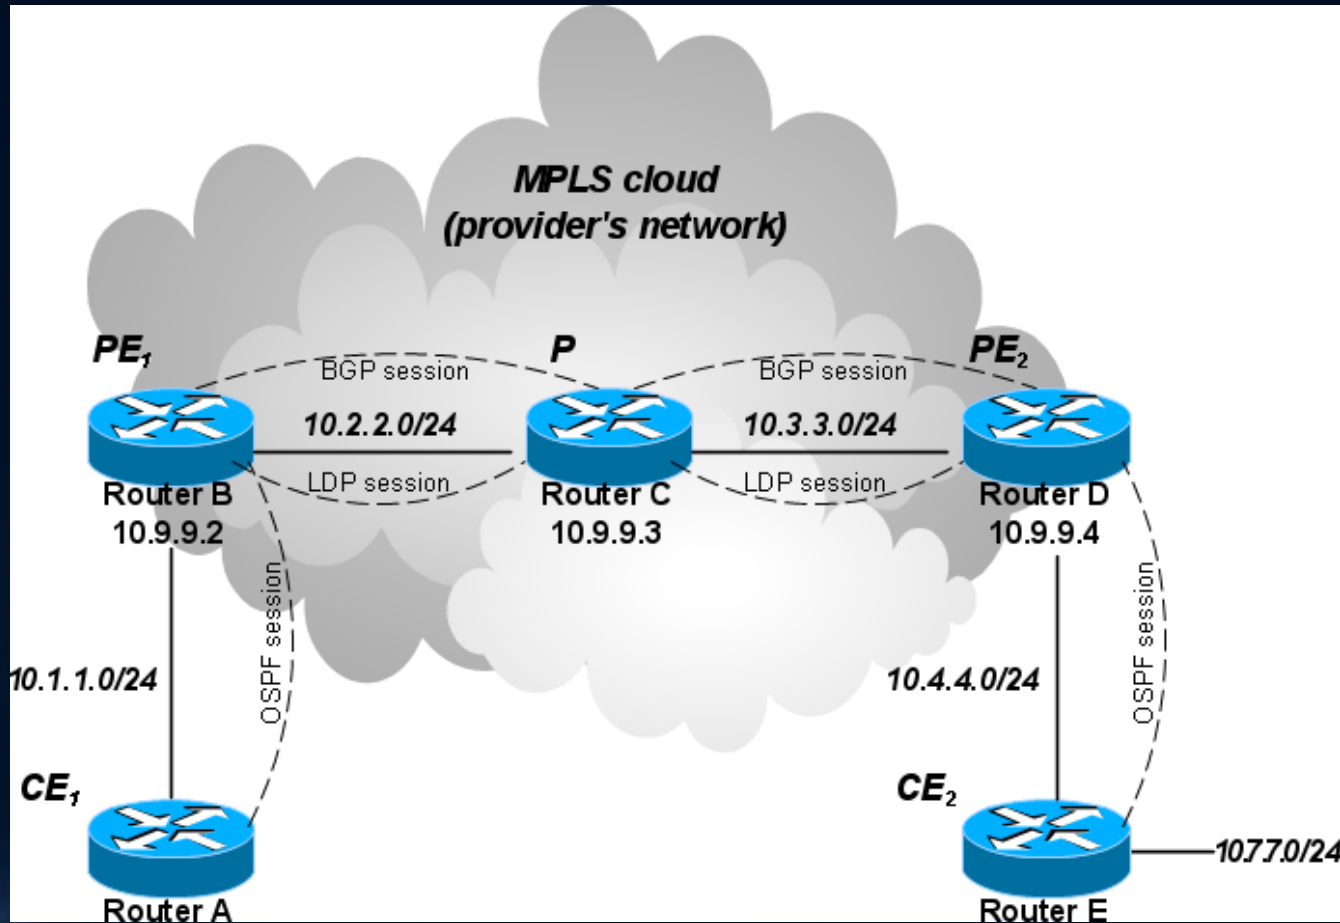 MPLS cloud
(provider's network)
PE₁
P
PE₂
BGP session
BGP session
10.2.2.0/24
10.3.3.0/24
LDP session
LDP session
Router B
10.9.9.2
Router C
10.9.9.3
Router D
10.9.9.4
OSPF session
OSPF session
10.1.1.0/24
10.4.4.0/24
CE₁
CE₂
10.7.7.0/24
Router A
Router E